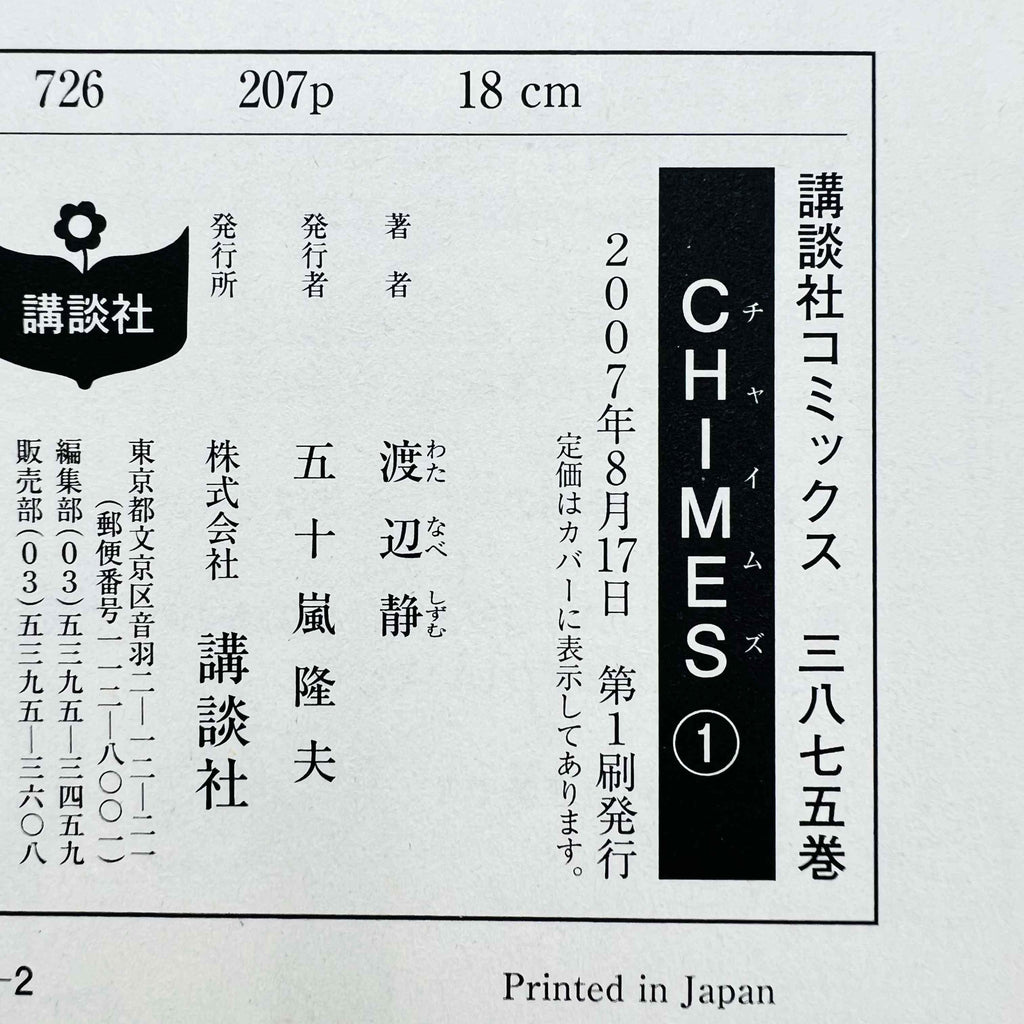 726 207p 18 cm
講談社コミックス 三八七五巻
CHIMES ①
チャイムズ
2007年8月17日 第1刷発行
定価はカバーに表示してあります。
著者 渡辺静
わた なべ しずむ
発行者 五十嵐隆夫
発行所 株式会社 講談社
東京都文京区音羽二―一二―二一
(郵便番号一一二―八〇〇一)
編集部(03)五三九五―三四五九
販売部(03)五三九五―三六〇八
講談社
-2
Printed in Japan